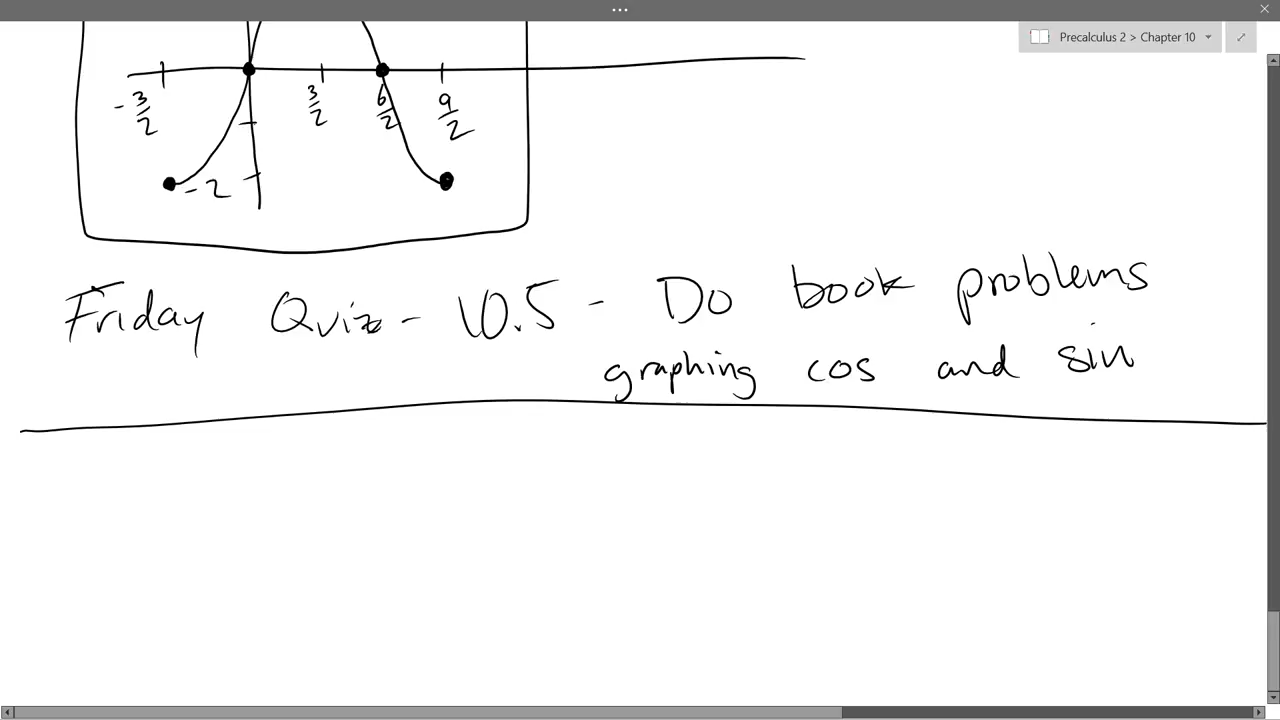 Precalculus 2 > Chapter 10
- 3/2
3/2
6/2
9/2
-2
Friday Quiz - 10.5 - Do book problems
graphing cos and sin